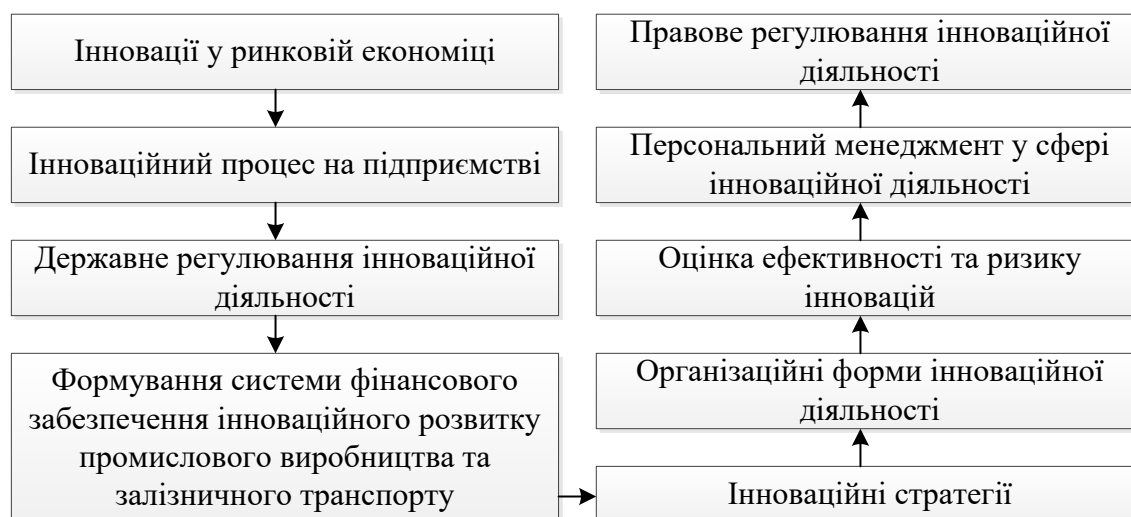 Інновації у ринковій економіці
Інноваційний процес на підприємстві
Державне регулювання інноваційної
діяльності
Формування системи фінансового
забезпечення інноваційного розвитку
промислового виробництва та
залізничного транспорту
Інноваційні стратегії
Організаційні форми інноваційної
діяльності
Оцінка ефективності та ризику
інновацій
Персональний менеджмент у сфері
інноваційної діяльності
Правове регулювання інноваційної
діяльності